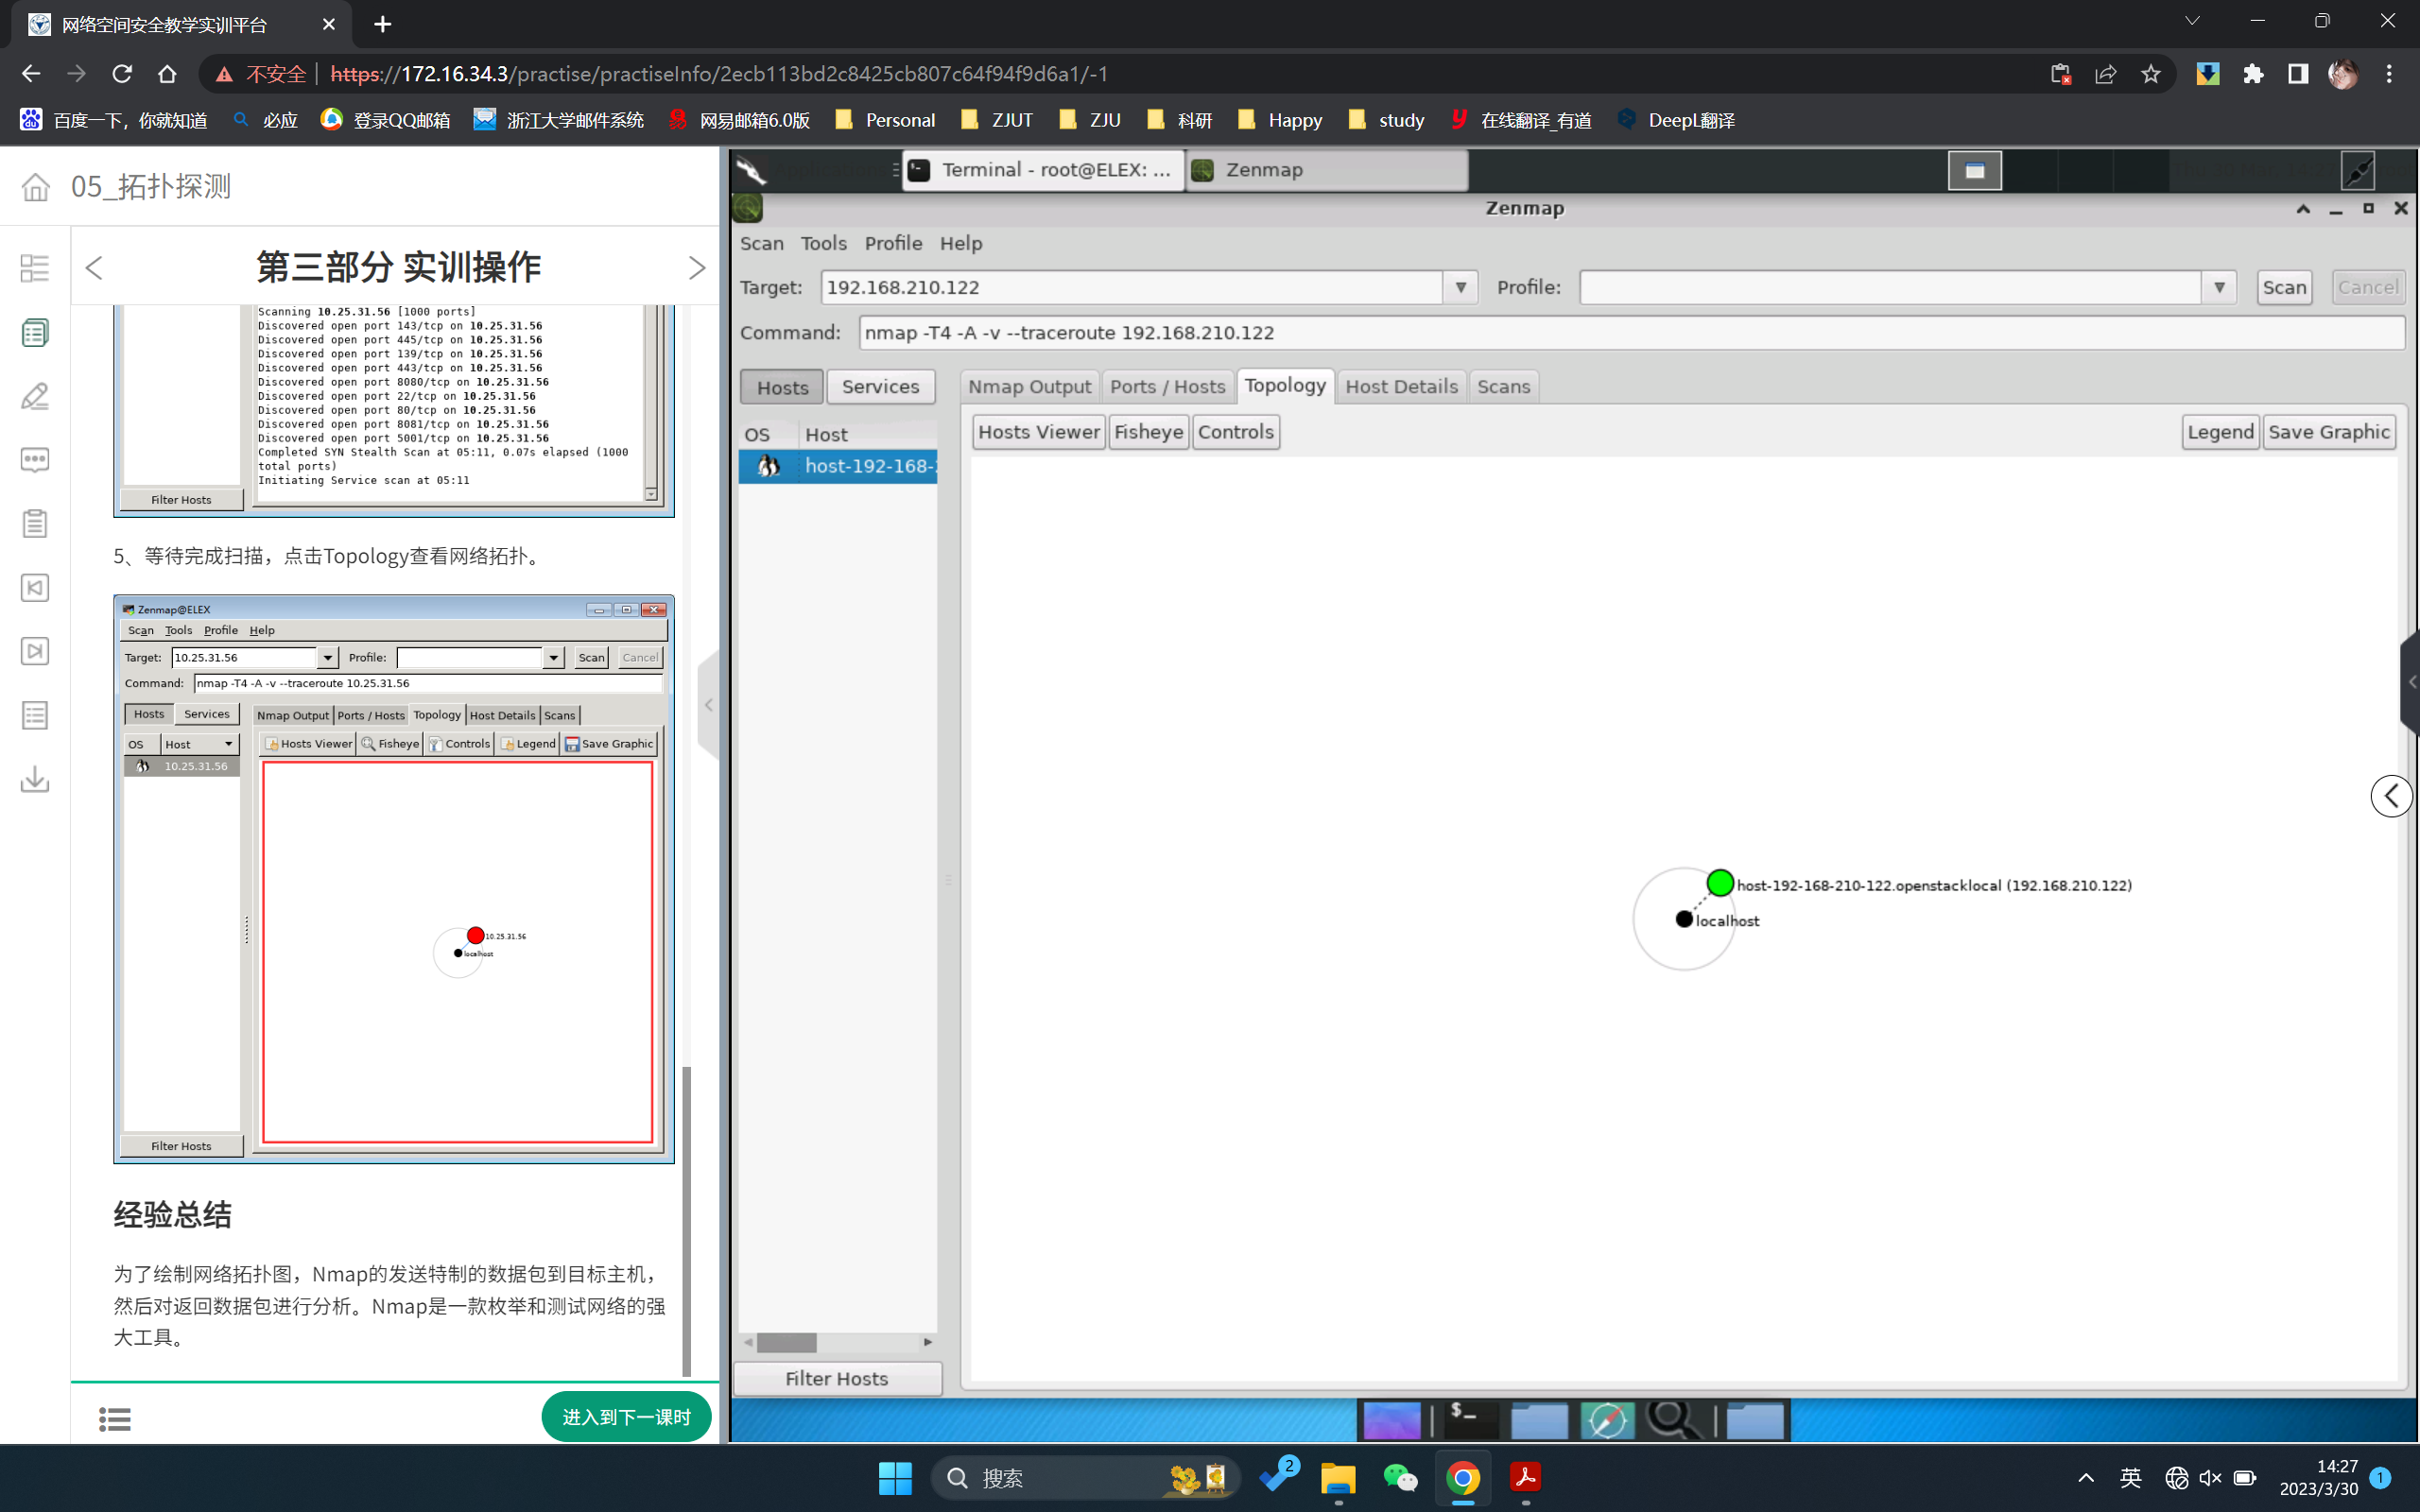 网络空间安全教学实训平台
不安全 https://172.16.34.3/practise/practiseInfo/2ecb113bd2c8425cb807c64f94f9d6a1/-1
百度一下，你就知道 必应 登录QQ邮箱 浙江大学邮件系统 网易邮箱6.0版 Personal ZJUT ZJU 科研 Happy study 在线翻译_有道 DeepL翻译
05_拓扑探测
第三部分 实训操作
Scanning 10.25.31.56 [1000 ports]
Discovered open port 143/tcp on 10.25.31.56
Discovered open port 445/tcp on 10.25.31.56
Discovered open port 139/tcp on 10.25.31.56
Discovered open port 443/tcp on 10.25.31.56
Discovered open port 8080/tcp on 10.25.31.56
Discovered open port 22/tcp on 10.25.31.56
Discovered open port 80/tcp on 10.25.31.56
Discovered open port 8081/tcp on 10.25.31.56
Discovered open port 5001/tcp on 10.25.31.56
Completed SYN Stealth Scan at 05:11, 0.07s elapsed (1000
total ports)
Initiating Service scan at 05:11
Filter Hosts
5、等待完成扫描，点击Topology查看网络拓扑。
Zenmap@ELEX
Scan Tools Profile Help
Target: 10.25.31.56 Profile: Scan Cancel
Command: nmap -T4 -A -v --traceroute 10.25.31.56
Hosts Services Nmap Output Ports / Hosts Topology Host Details Scans
OS Host Hosts Viewer Fisheye Controls Legend Save Graphic
10.25.31.56
10.25.31.56
localhost
Filter Hosts
经验总结
为了绘制网络拓扑图，Nmap的发送特制的数据包到目标主机，
然后对返回数据包进行分析。Nmap是一款枚举和测试网络的强
大工具。
进入到下一课时
Terminal - root@ELEX: ... Zenmap
Zenmap
Scan Tools Profile Help
Target: 192.168.210.122 Profile: Scan Cancel
Command: nmap -T4 -A -v --traceroute 192.168.210.122
Hosts Services Nmap Output Ports / Hosts Topology Host Details Scans
Hosts Viewer Fisheye Controls Legend Save Graphic
OS Host
host-192-168-
host-192-168-210-122.openstacklocal (192.168.210.122)
localhost
Filter Hosts
搜索
2
英
14:27
2023/3/30
1